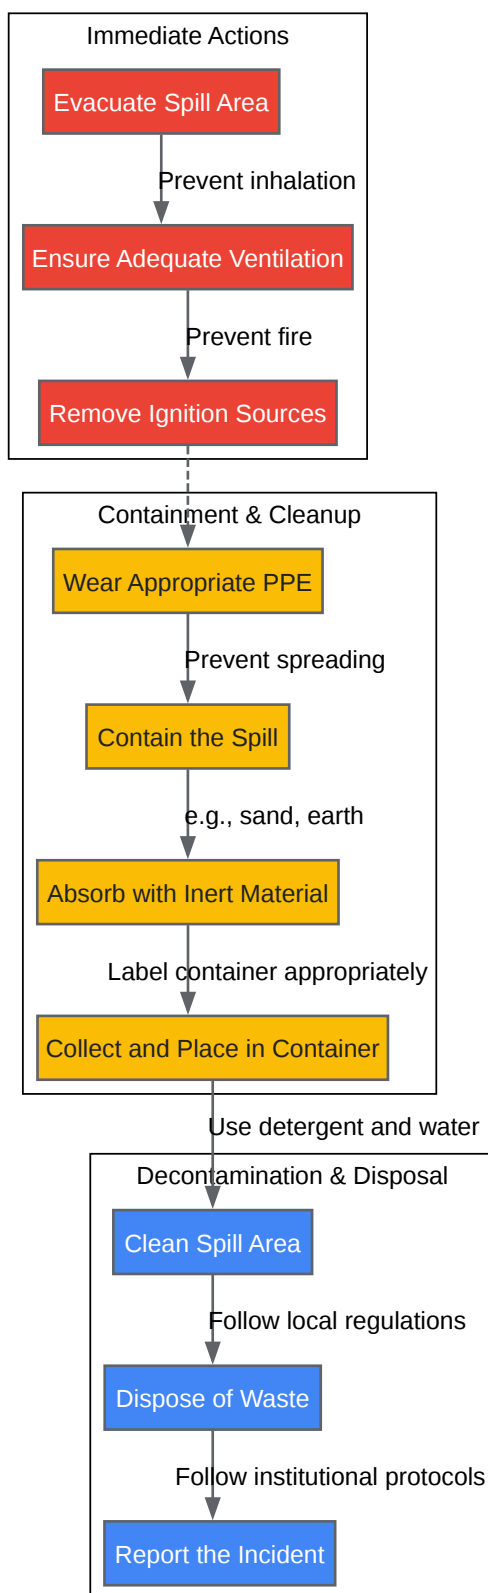 Immediate Actions
Evacuate Spill Area
Prevent inhalation
Ensure Adequate Ventilation
Prevent fire
Remove Ignition Sources
Containment & Cleanup
Wear Appropriate PPE
Prevent spreading
Contain the Spill
e.g., sand, earth
Absorb with Inert Material
Label container appropriately
Collect and Place in Container
Use detergent and water
Decontamination & Disposal
Clean Spill Area
Follow local regulations
Dispose of Waste
Follow institutional protocols
Report the Incident